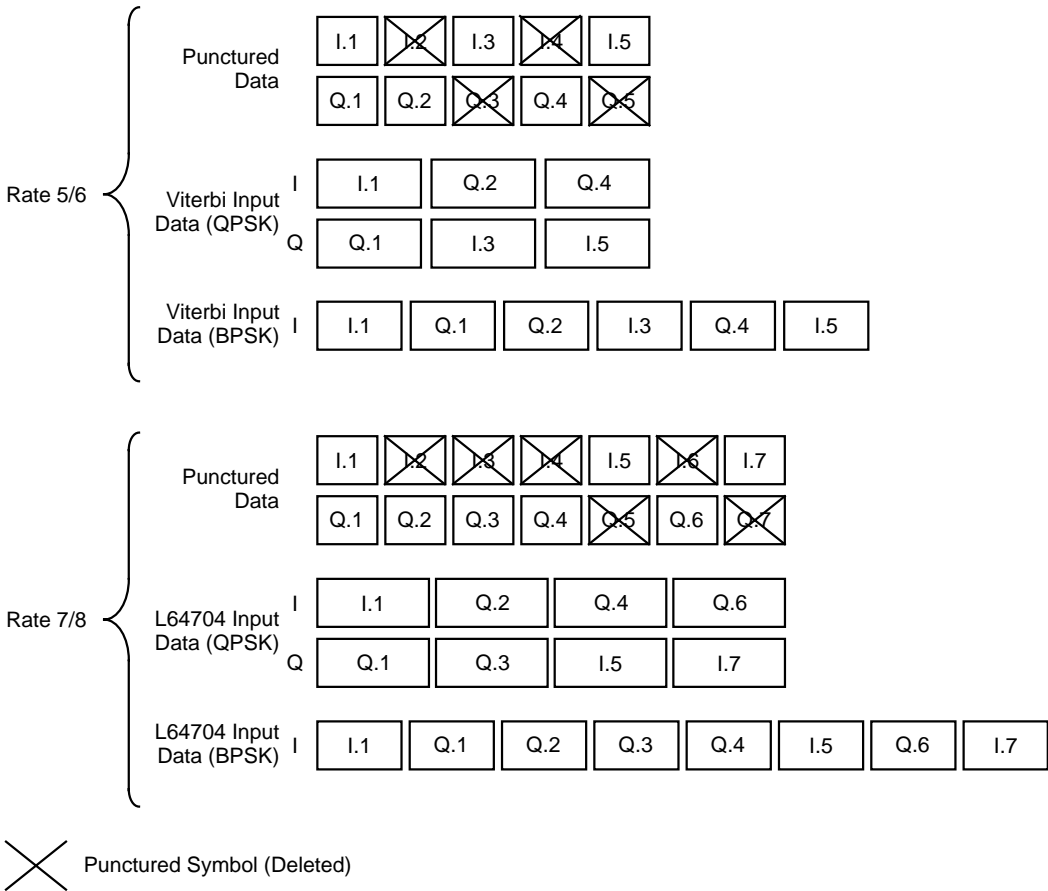 Rate 5/6
Punctured
Data
I.1 I.2 I.3 I.4 I.5
Q.1 Q.2 Q.3 Q.4 Q.5
Viterbi Input
Data (QPSK)
I I.1 Q.2 Q.4
Q Q.1 I.3 I.5
Viterbi Input
Data (BPSK)
I I.1 Q.1 Q.2 I.3 Q.4 I.5
Rate 7/8
Punctured
Data
I.1 I.2 I.3 I.4 I.5 I.6 I.7
Q.1 Q.2 Q.3 Q.4 Q.5 Q.6 Q.7
L64704 Input
Data (QPSK)
I I.1 Q.2 Q.4 Q.6
Q Q.1 Q.3 I.5 I.7
L64704 Input
Data (BPSK)
I I.1 Q.1 Q.2 Q.3 Q.4 I.5 Q.6 I.7
Punctured Symbol (Deleted)